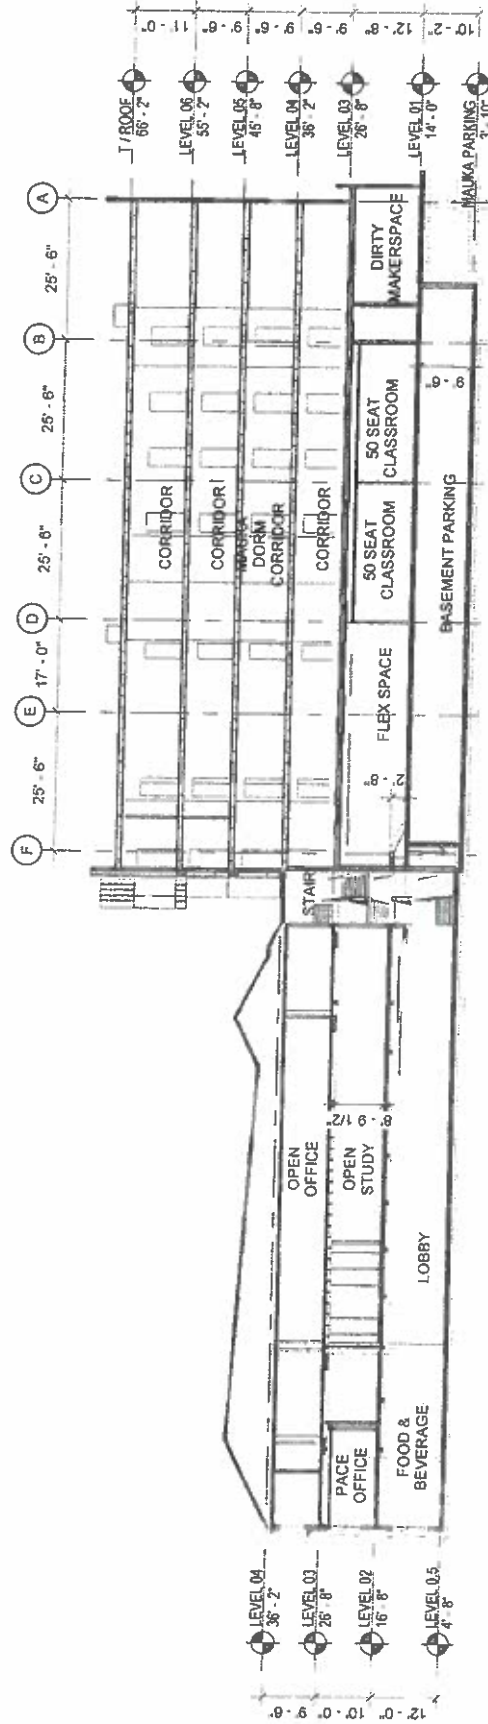 11' - 0"
9' - 6"
9' - 6"
9' - 6"
12' - 8"
10' - 2"
T / ROOF
66' - 2"
LEVEL 06
55' - 2"
LEVEL 05
45' - 8"
LEVEL 04
36' - 2"
LEVEL 03
26' - 8"
LEVEL 01
14' - 0"
MAUKA PARKING
3' - 10"
A
B
C
D
E
F
25' - 6"
25' - 6"
25' - 6"
17' - 0"
25' - 6"
CORRIDOR
CORRIDOR
MAUKA
DORM
CORRIDOR
CORRIDOR
DIRTY
MAKERSPACE
50 SEAT
CLASSROOM
50 SEAT
CLASSROOM
FLEX SPACE
BASEMENT PARKING
9' - 6"
2' - 8"
STAIR
OPEN
OFFICE
OPEN
STUDY
8' - 9 1/2"
LOBBY
PACE
OFFICE
FOOD &
BEVERAGE
LEVEL 04
36' - 2"
LEVEL 03
26' - 8"
LEVEL 02
16' - 8"
LEVEL 0.5
4' - 8"
9' - 6"
10' - 0"
12' - 0"